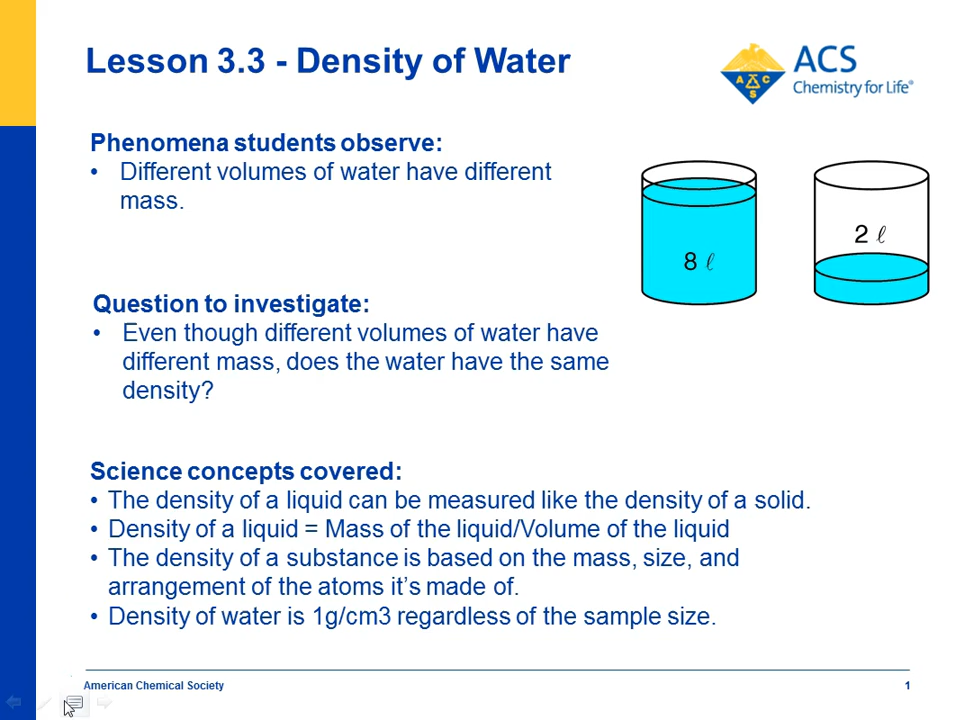 Lesson 3.3 - Density of Water
ACS
Chemistry for Life®
A C C S
Phenomena students observe:
• Different volumes of water have different
mass.
8 ℓ
2 ℓ
Question to investigate:
• Even though different volumes of water have
different mass, does the water have the same
density?
Science concepts covered:
• The density of a liquid can be measured like the density of a solid.
• Density of a liquid = Mass of the liquid/Volume of the liquid
• The density of a substance is based on the mass, size, and
arrangement of the atoms it's made of.
• Density of water is 1g/cm3 regardless of the sample size.
American Chemical Society
1